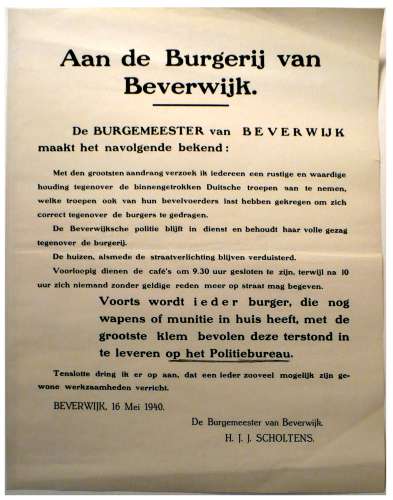 Aan de Burgerij van
Beverwijk.
De BURGEMEESTER van BEVERWIJK
maakt het navolgende bekend:
Met den grootsten aandrang verzoek ik iedereen een rustige en waardige
houding tegenover de binnengetrokken Duitsche troepen aan te nemen,
welke troepen ook van hun bevelvoerders last hebben gekregen om zich
correct tegenover de burgers te gedragen.
De Beverwijksche politie blijft in dienst en behoudt haar volle gezag
tegenover de burgerij.
De huizen, alsmede de straatverlichting blijven verduisterd.
Voorloopig dienen de café's om 9.30 uur gesloten te zijn, terwijl na 10
uur zich niemand zonder geldige reden meer op straat mag begeven.
Voorts wordt ieder burger, die nog
wapens of munitie in huis heeft, met de
grootste klem bevolen deze terstond in
te leveren op het Politiebureau.
Tenslotte dring ik er op aan, dat een ieder zooveel mogelijk zijn ge-
wone werkzaamheden verricht.
BEVERWIJK, 16 Mei 1940.
De Burgemeester van Beverwijk.
H. J. J. SCHOLTENS.